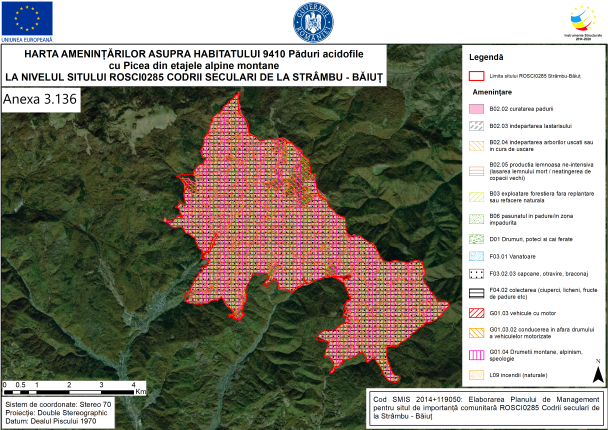 UNIUNEA EUROPEANĂ
GUVERNUL ROMÂNIEI
Instrumente Structurale
2014-2020
HARTA AMENINȚĂRILOR ASUPRA HABITATULUI 9410 Păduri acidofile
cu Picea din etajele alpine montane
LA NIVELUL SITULUI ROSCI0285 CODRII SECULARI DE LA STRÂMBU - BĂIUȚ
Anexa 3.136
Legendă
Limita sitului ROSCI0285 Strâmbu-Băiuț
Amenințare
B02.02 curatarea padurii
B02.03 indepartarea lastarisului
B02.04 indepartarea arborilor uscati sau
in curs de uscare
B02.05 productia lemnoasa ne-intensiva
(lasarea lemnului mort / neatingerea de
copacii vechi)
B03 exploatare forestiera fara replantare
sau refacere naturala
B06 pasunatul in padure/in zona
impadurita
D01 Drumuri, poteci si cai ferate
F03.01 Vanatoare
F03.02.03 capcane, otravire, braconaj
F04.02 colectarea (ciuperci, licheni, fructe
de padure etc)
G01.03 vehicule cu motor
G01.03.02 conducerea in afara drumului
a vehiculelor motorizate
G01.04 Drumetii montane, alpinism,
speologie
L09 incendii (naturale)
N
0 0.5 1 2 3 4
Km
Sistem de coordonate: Stereo 70
Proiecție: Double Stereographic
Datum: Dealul Piscului 1970
Cod SMIS 2014+119050: Elaborarea Planului de Management
pentru situl de importanță comunitară ROSCI0285 Codrii seculari de
la Strâmbu - Băiuț